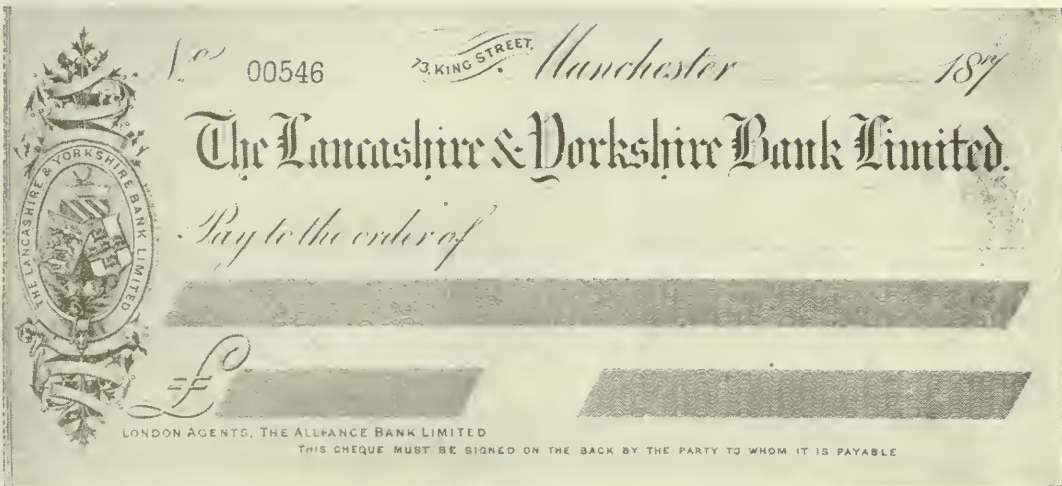 No. 00546
73, KING STREET, Manchester 187
The Lancashire & Yorkshire Bank Limited.
THE LANCASHIRE & YORKSHIRE BANK LIMITED
Pay to the order of
£
LONDON AGENTS, THE ALLIANCE BANK LIMITED
THIS CHEQUE MUST BE SIGNED ON THE BACK BY THE PARTY TO WHOM IT IS PAYABLE